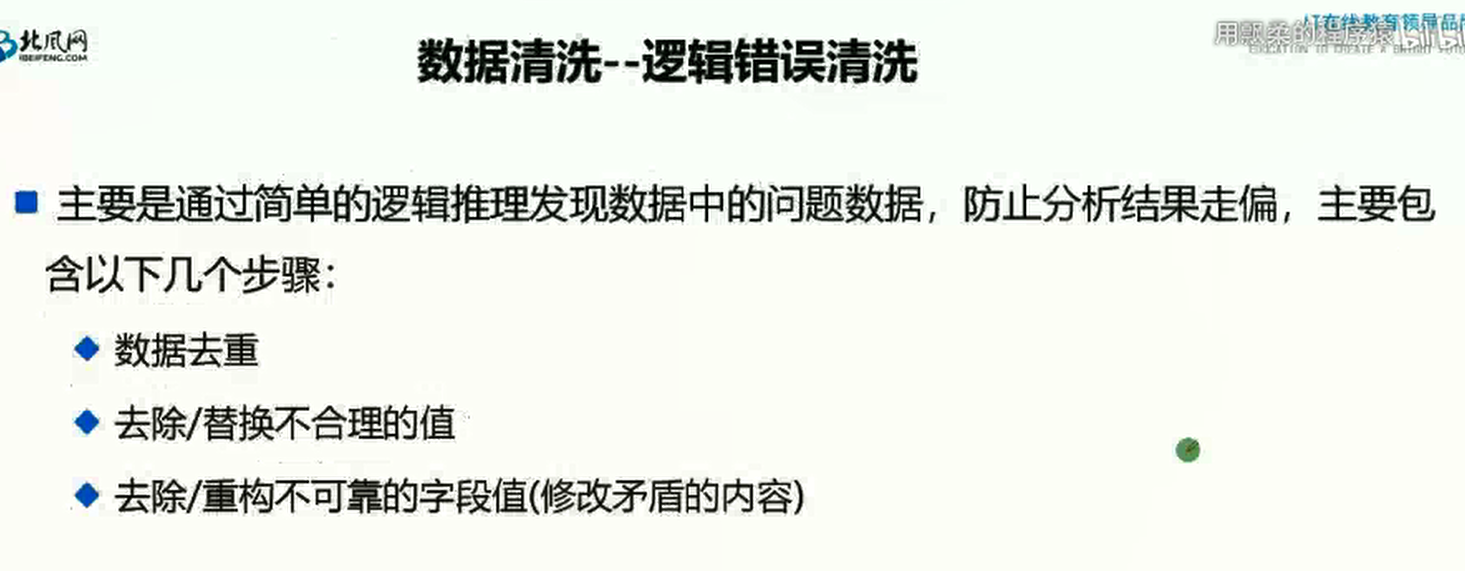 北风网
IBEIFENG.COM
IT在线教育领导品牌
用飘柔的程序猿
数据清洗--逻辑错误清洗
■ 主要是通过简单的逻辑推理发现数据中的问题数据，防止分析结果走偏，主要包
含以下几个步骤：
◆ 数据去重
◆ 去除/替换不合理的值
◆ 去除/重构不可靠的字段值(修改矛盾的内容)